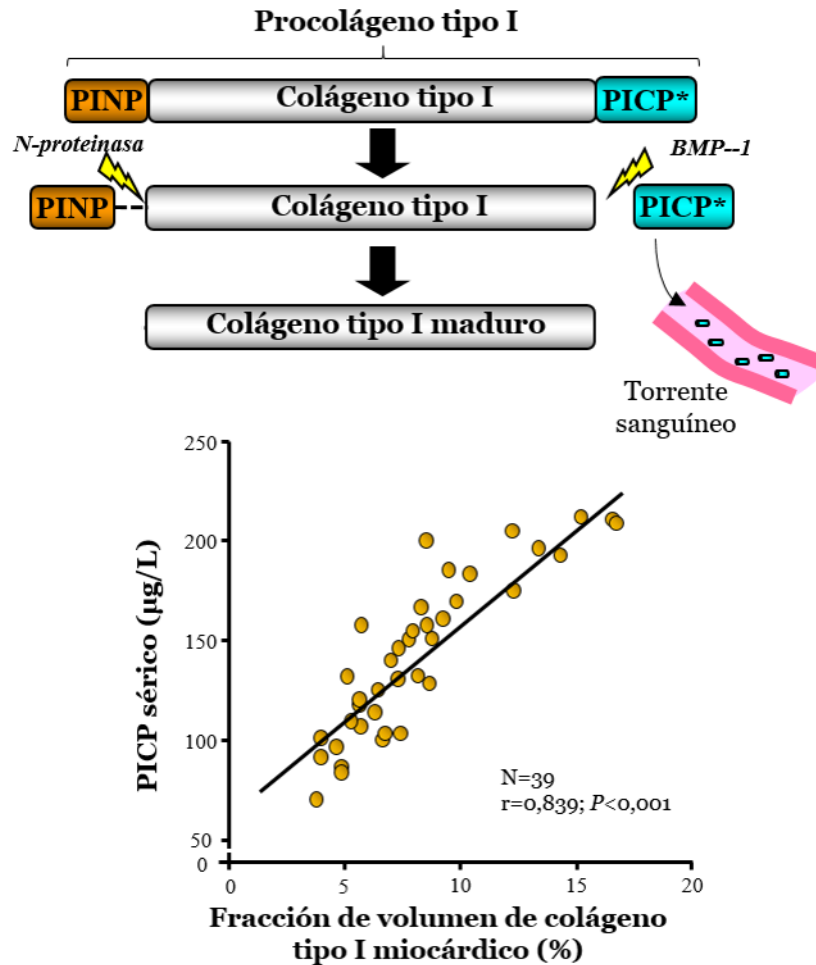 Procolágeno tipo I
PINP
Colágeno tipo I
PICP*
N-proteinasa
BMP--1
PINP
Colágeno tipo I
PICP*
Colágeno tipo I maduro
Torrente
sanguíneo
250
200
150
100
50
0
PICP sérico (µg/L)
N=39
r=0,839; P<0,001
0
5
10
15
20
Fracción de volumen de colágeno
tipo I miocárdico (%)